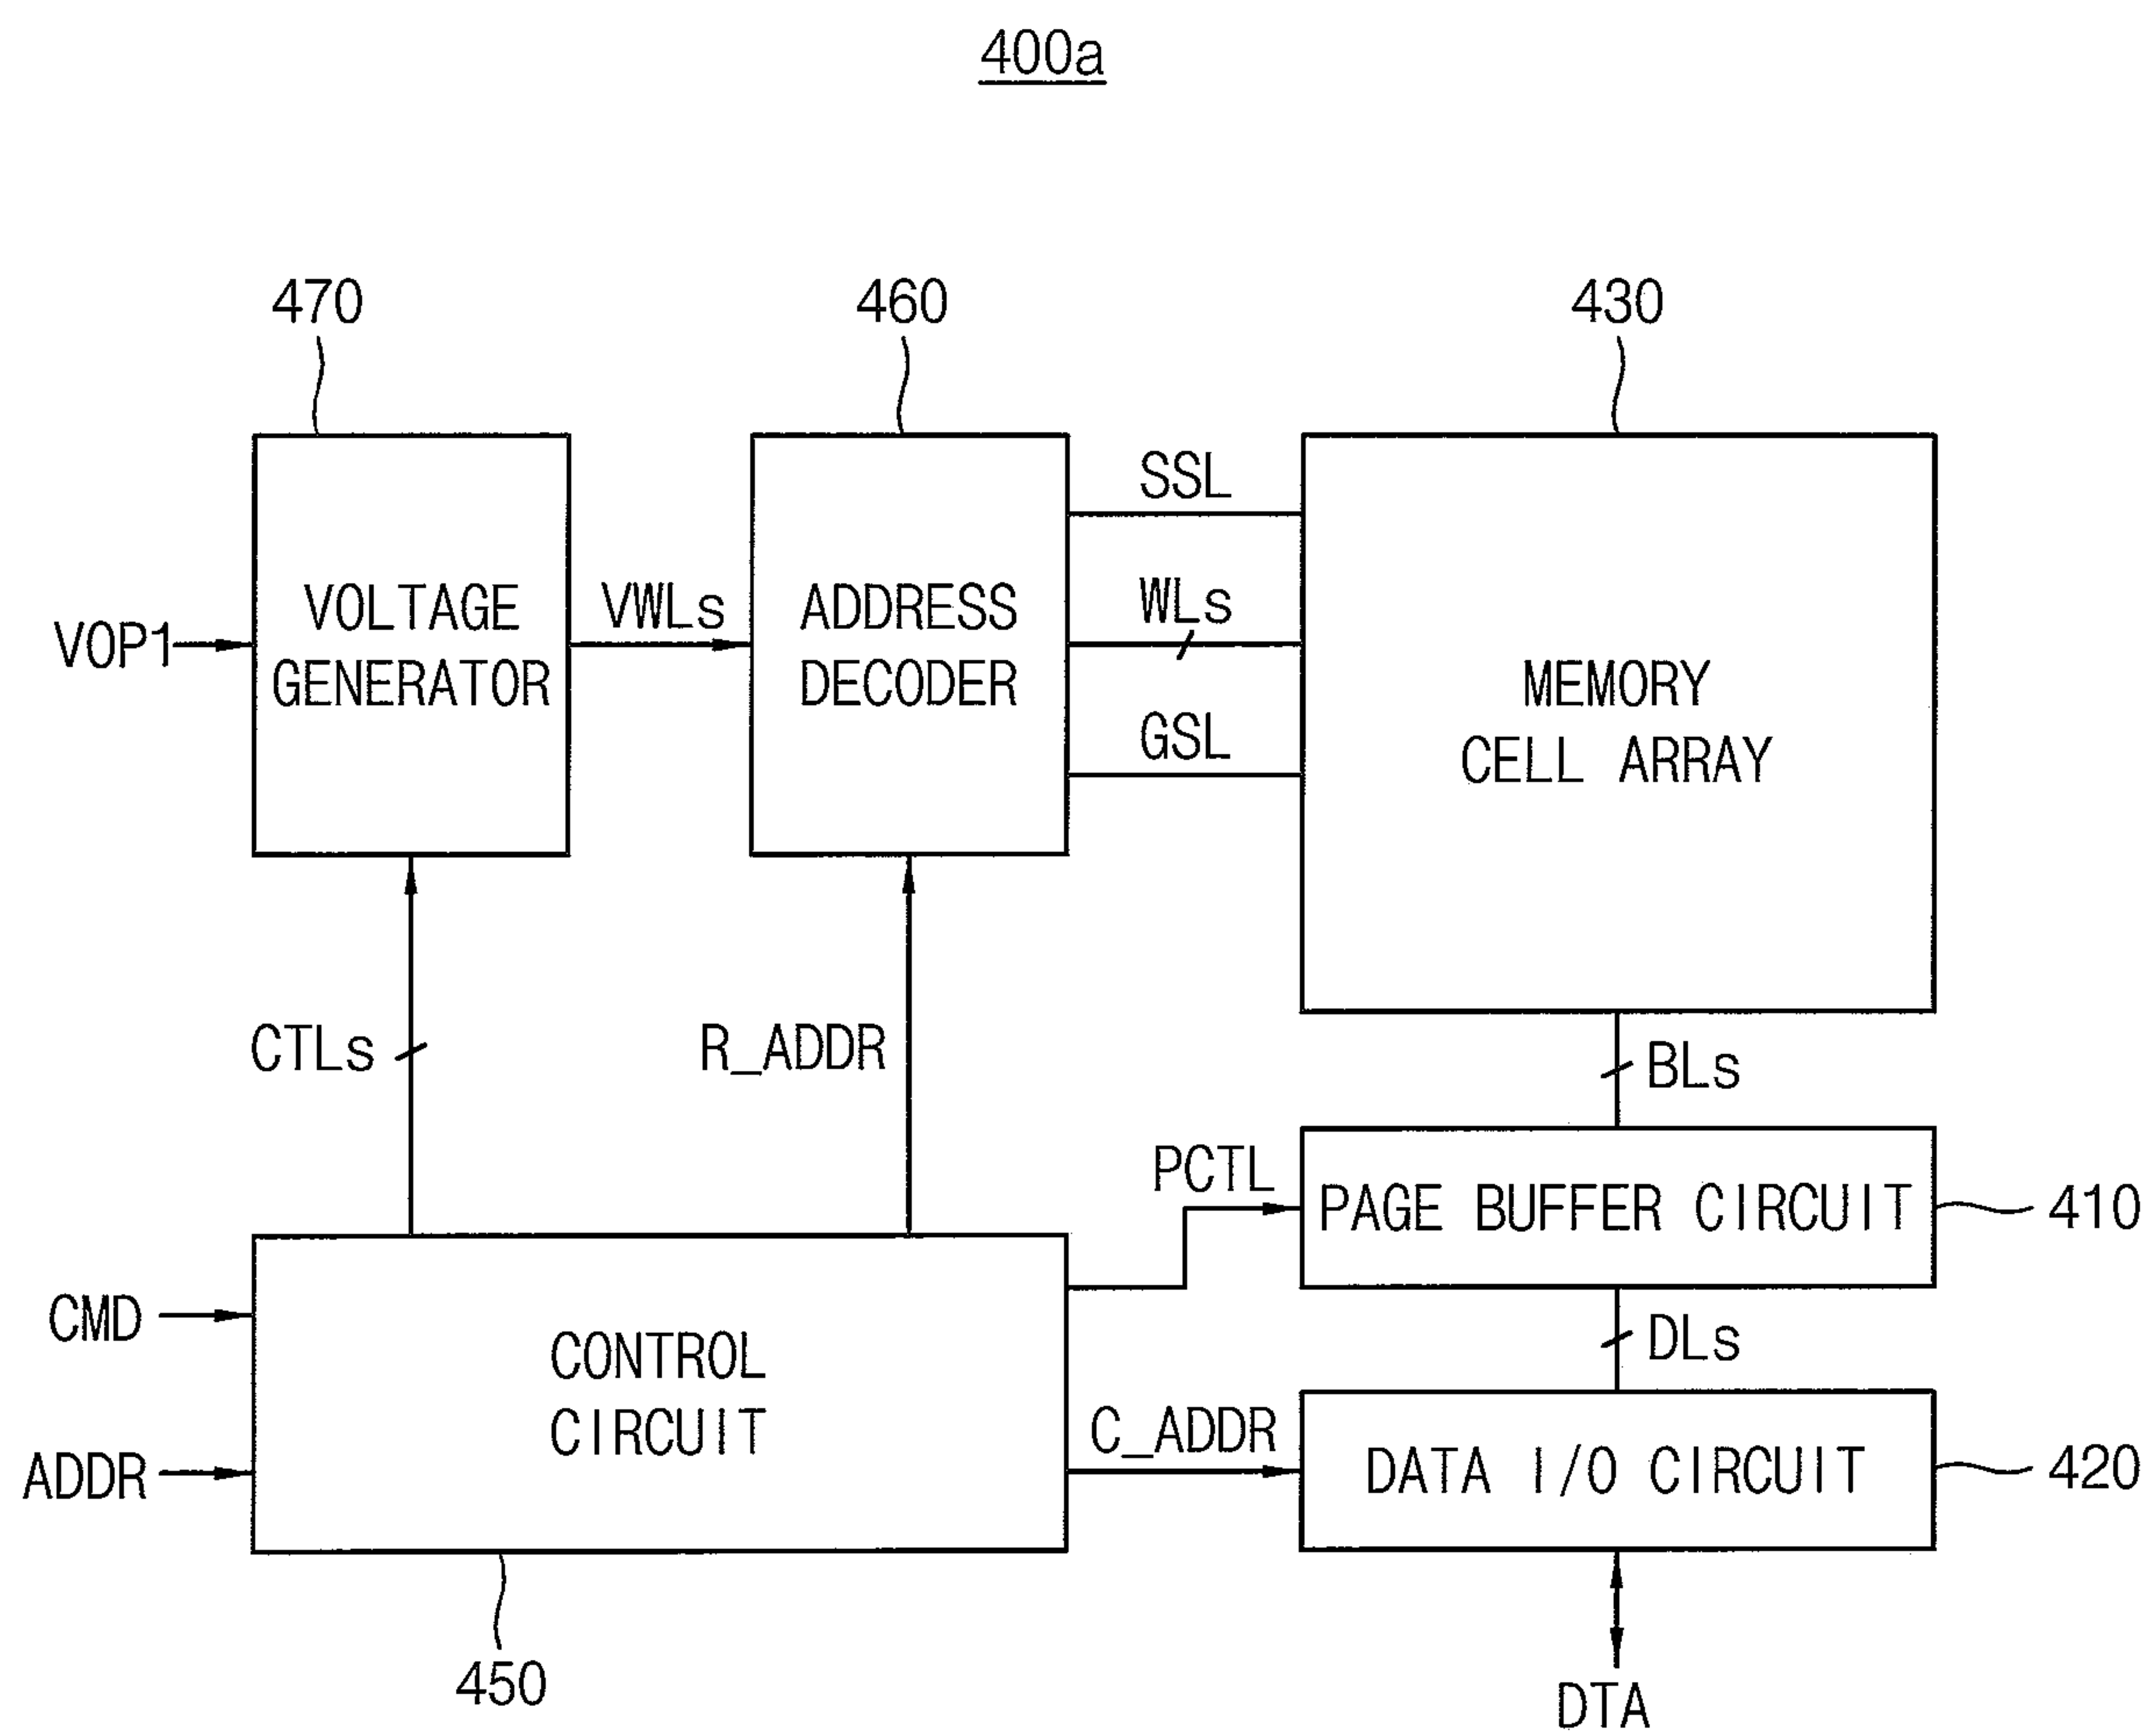 400a
470
460
430
SSL
VOLTAGE
GENERATOR
VWLs
ADDRESS
DECODER
WLs
VOP1
MEMORY
CELL ARRAY
GSL
CTLs
R_ADDR
BLs
PCTL
PAGE BUFFER CIRCUIT
410
CMD
DLs
CONTROL
CIRCUIT
C_ADDR
ADDR
DATA I/O CIRCUIT
420
450
DTA